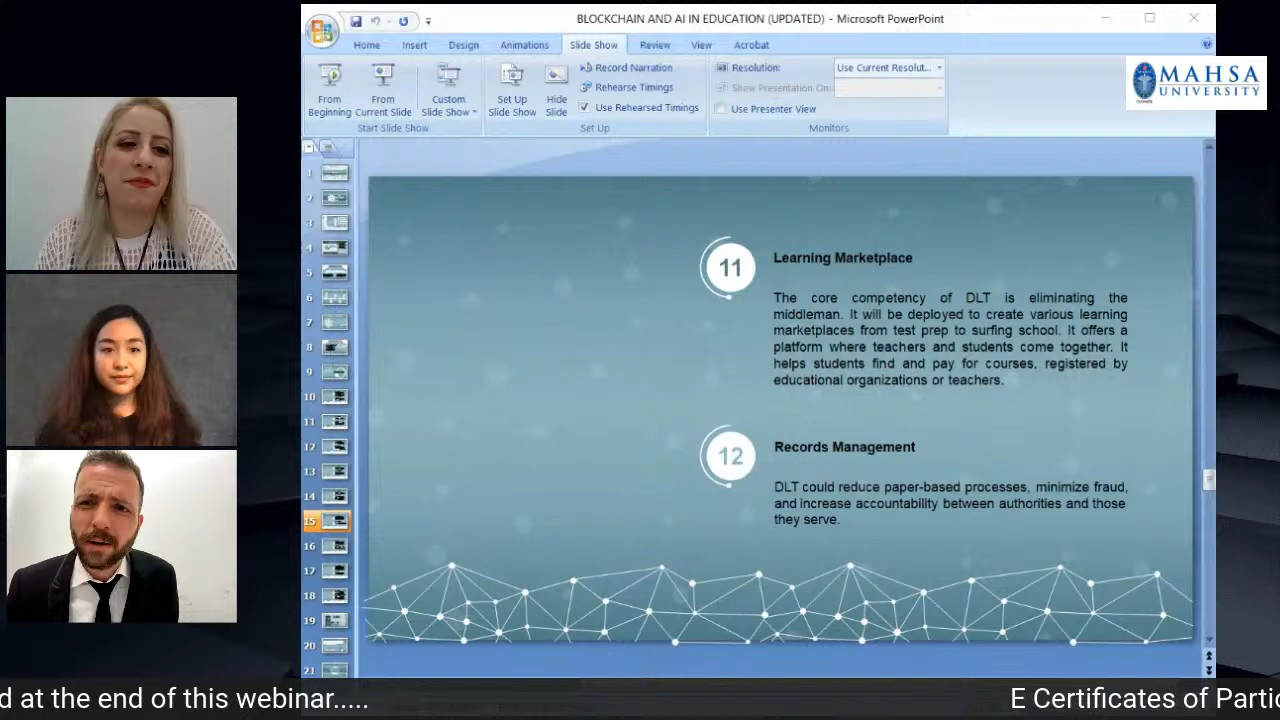 BLOCKCHAIN AND AI IN EDUCATION (UPDATED) - Microsoft PowerPoint
Home Insert Design Animations Slide Show Review View Acrobat
From Beginning
From Current Slide
Custom Slide Show
Start Slide Show
Set Up Slide Show
Hide Slide
Record Narration
Rehearse Timings
Use Rehearsed Timings
Set Up
Resolution: Use Current Resolut...
Show Presentation On:
Use Presenter View
Monitors
MAHSA
UNIVERSITY
1
2
3
4
5
6
7
8
9
10
11
12
13
14
15
16
17
18
19
20
21
11
Learning Marketplace
The core competency of DLT is eliminating the
middleman. It will be deployed to create various learning
marketplaces from test prep to surfing school. It offers a
platform where teachers and students come together. It
helps students find and pay for courses, registered by
educational organizations or teachers.
12
Records Management
DLT could reduce paper-based processes, minimize fraud,
and increase accountability between authorities and those
they serve.
d at the end of this webinar..... E Certificates of Partic